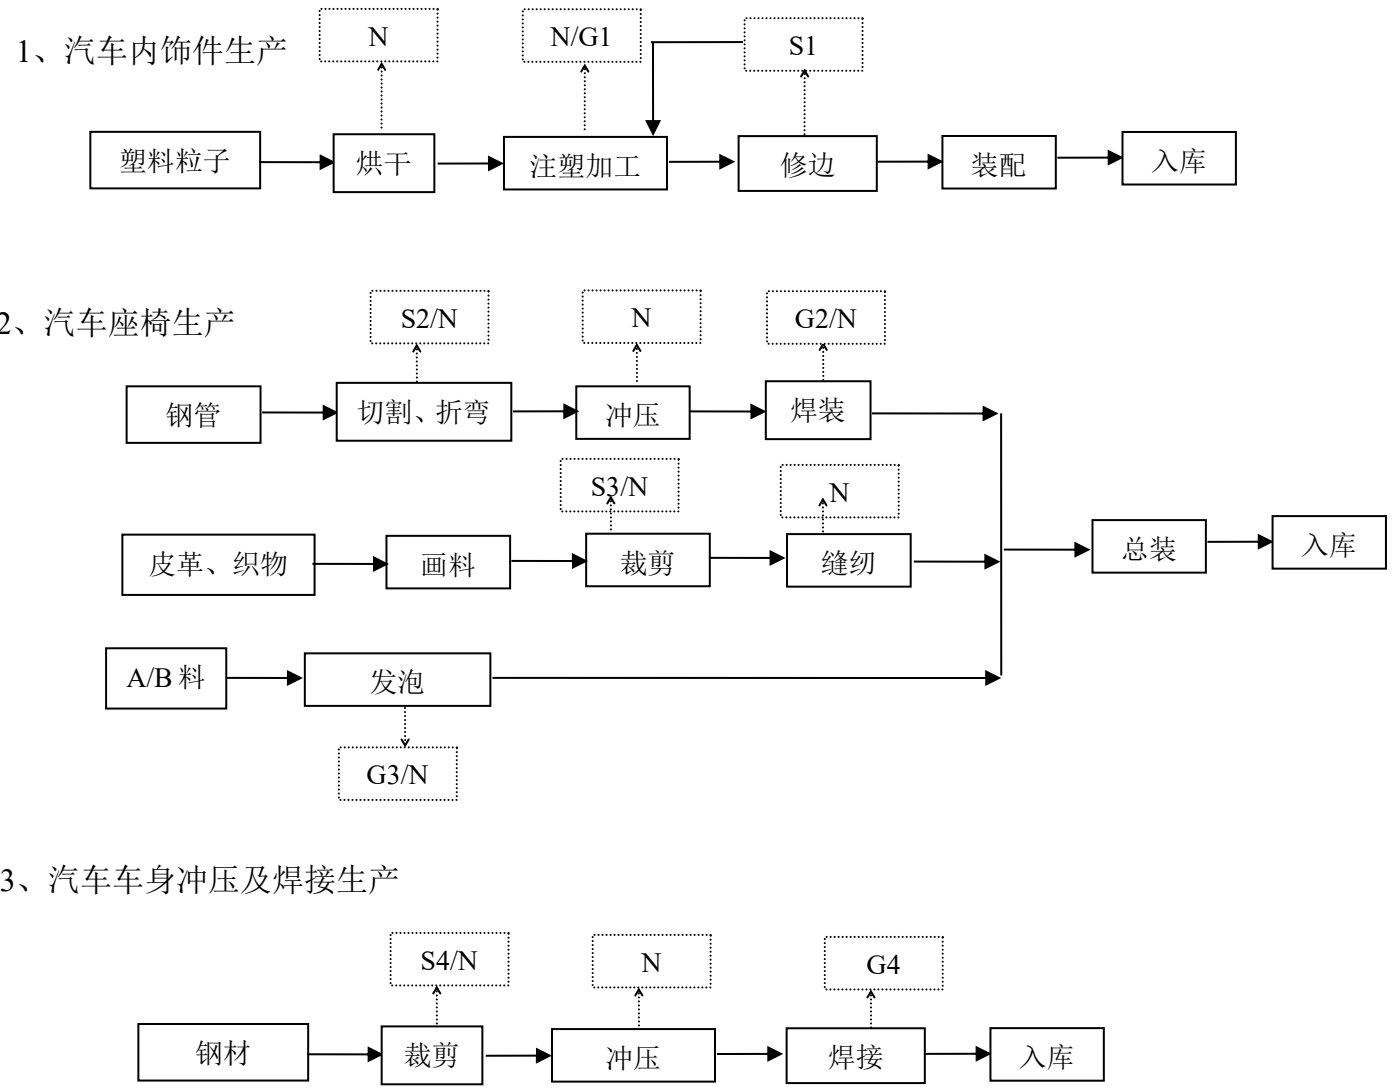 1、汽车内饰件生产
N
N/G1
S1
塑料粒子
烘干
注塑加工
修边
装配
入库
2、汽车座椅生产
S2/N
N
G2/N
钢管
切割、折弯
冲压
焊装
S3/N
N
皮革、织物
画料
裁剪
缝纫
总装
入库
A/B 料
发泡
G3/N
3、汽车车身冲压及焊接生产
S4/N
N
G4
钢材
裁剪
冲压
焊接
入库